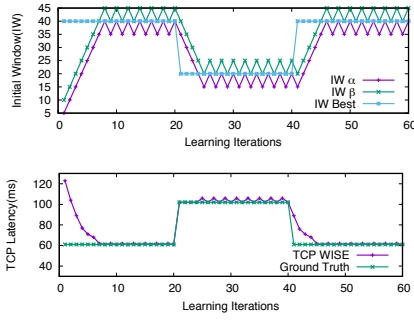 45
40
35
30
25
20
15
10
5
Initial Window(IW)
IW α
IW β
IW Best
0 10 20 30 40 50 60
Learning Iterations
120
100
80
60
40
TCP Latency(ms)
TCP WISE
Ground Truth
0 10 20 30 40 50 60
Learning Iterations